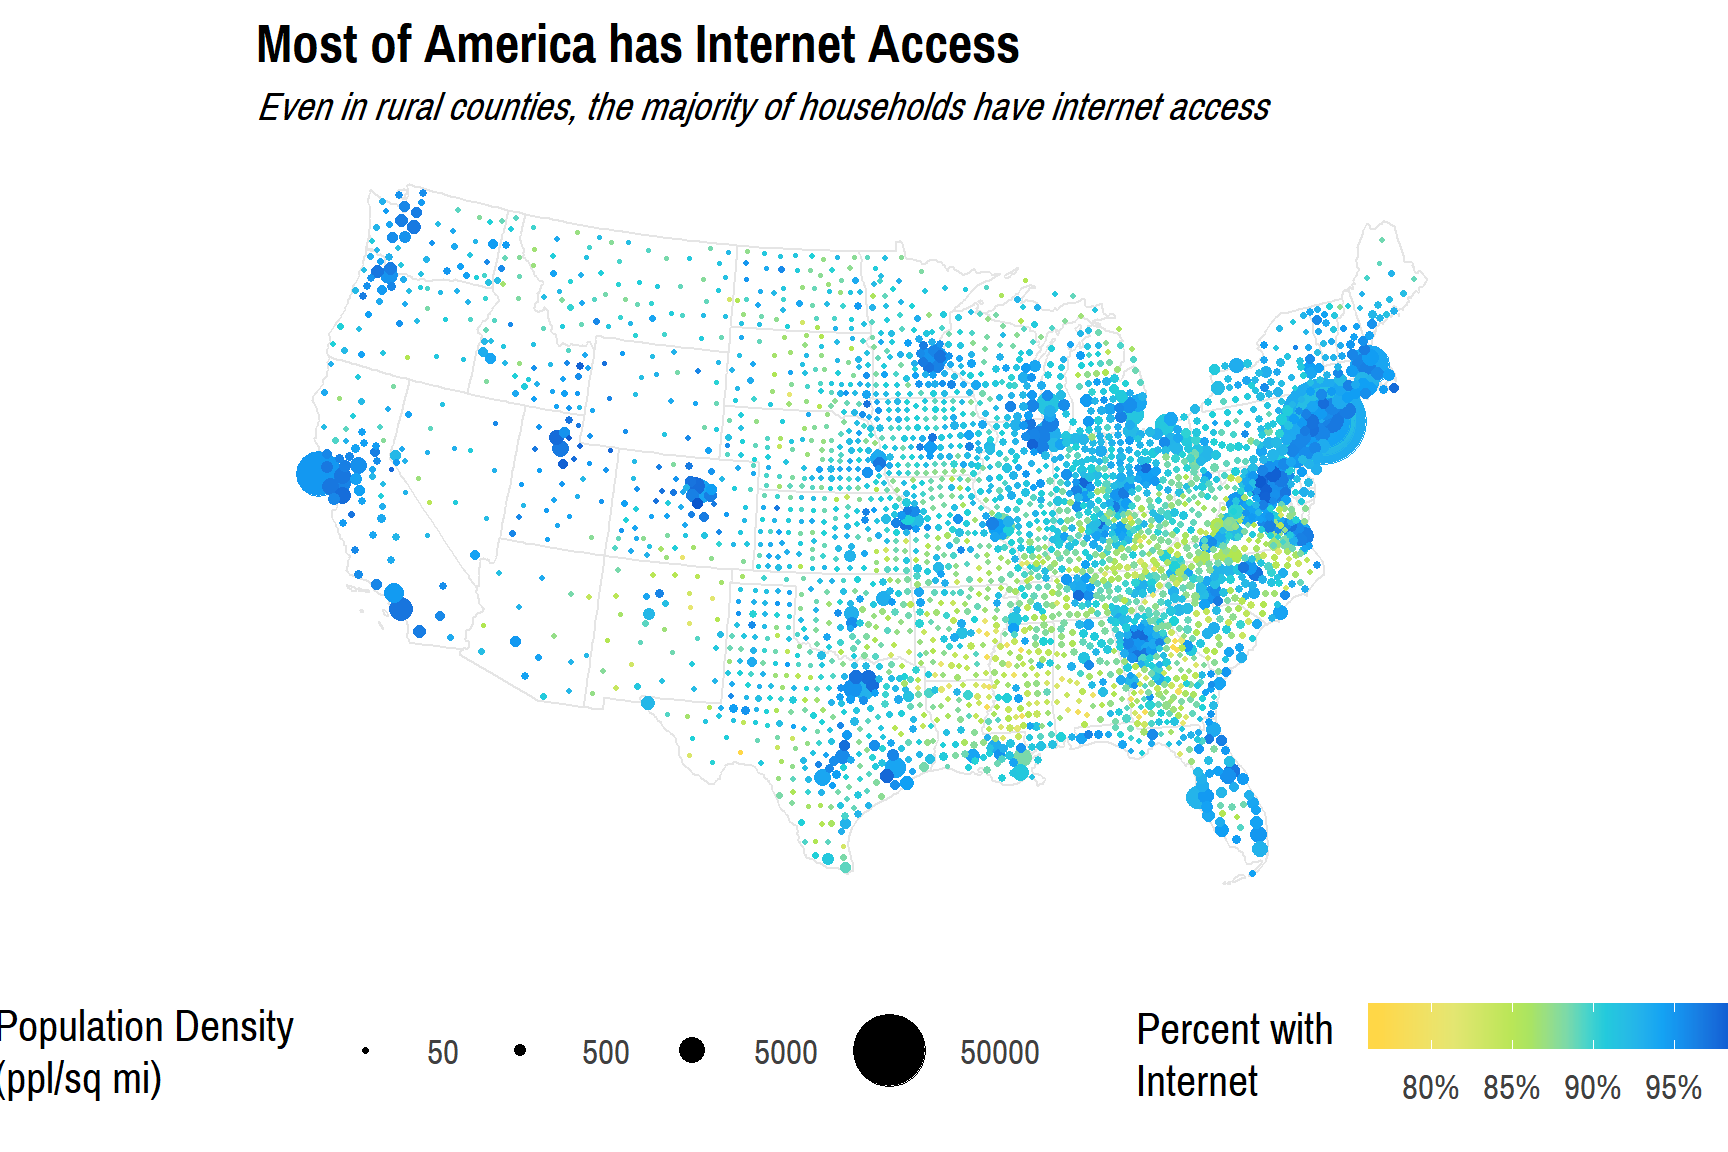 Most of America has Internet Access
Even in rural counties, the majority of households have internet access
Population Density
(ppl/sq mi)
50
500
5000
50000
Percent with
Internet
80%
85%
90%
95%